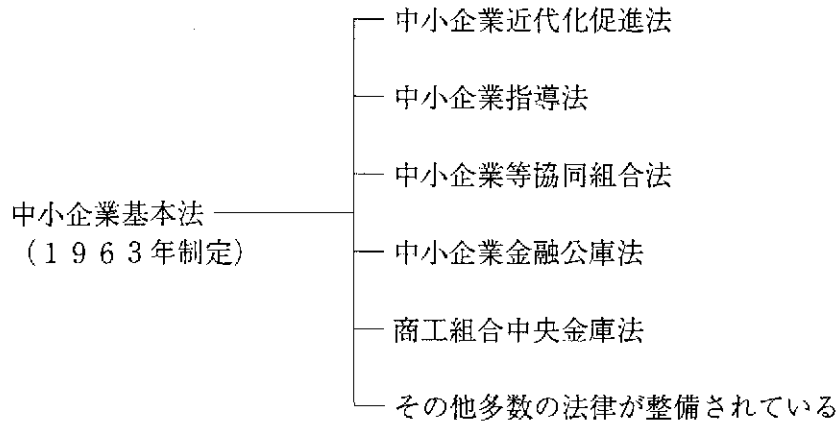 中小企業近代化促進法
中小企業指導法
中小企業等協同組合法
中小企業基本法
（１９６３年制定）
中小企業金融公庫法
商工組合中央金庫法
その他多数の法律が整備されている